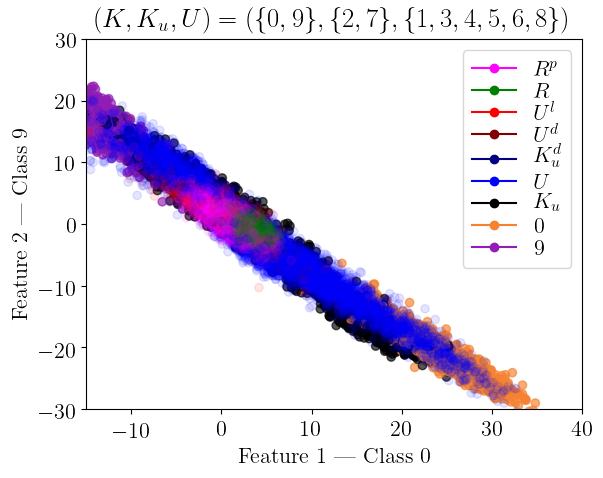 (K, K_u, U) = ({0, 9}, {2, 7}, {1, 3, 4, 5, 6, 8})
30
20
10
0
−10
−20
−30
Feature 2 — Class 9
R^p
R
U^l
U^d
K_u^d
U
K_u
0
9
−10
0
10
20
30
40
Feature 1 — Class 0